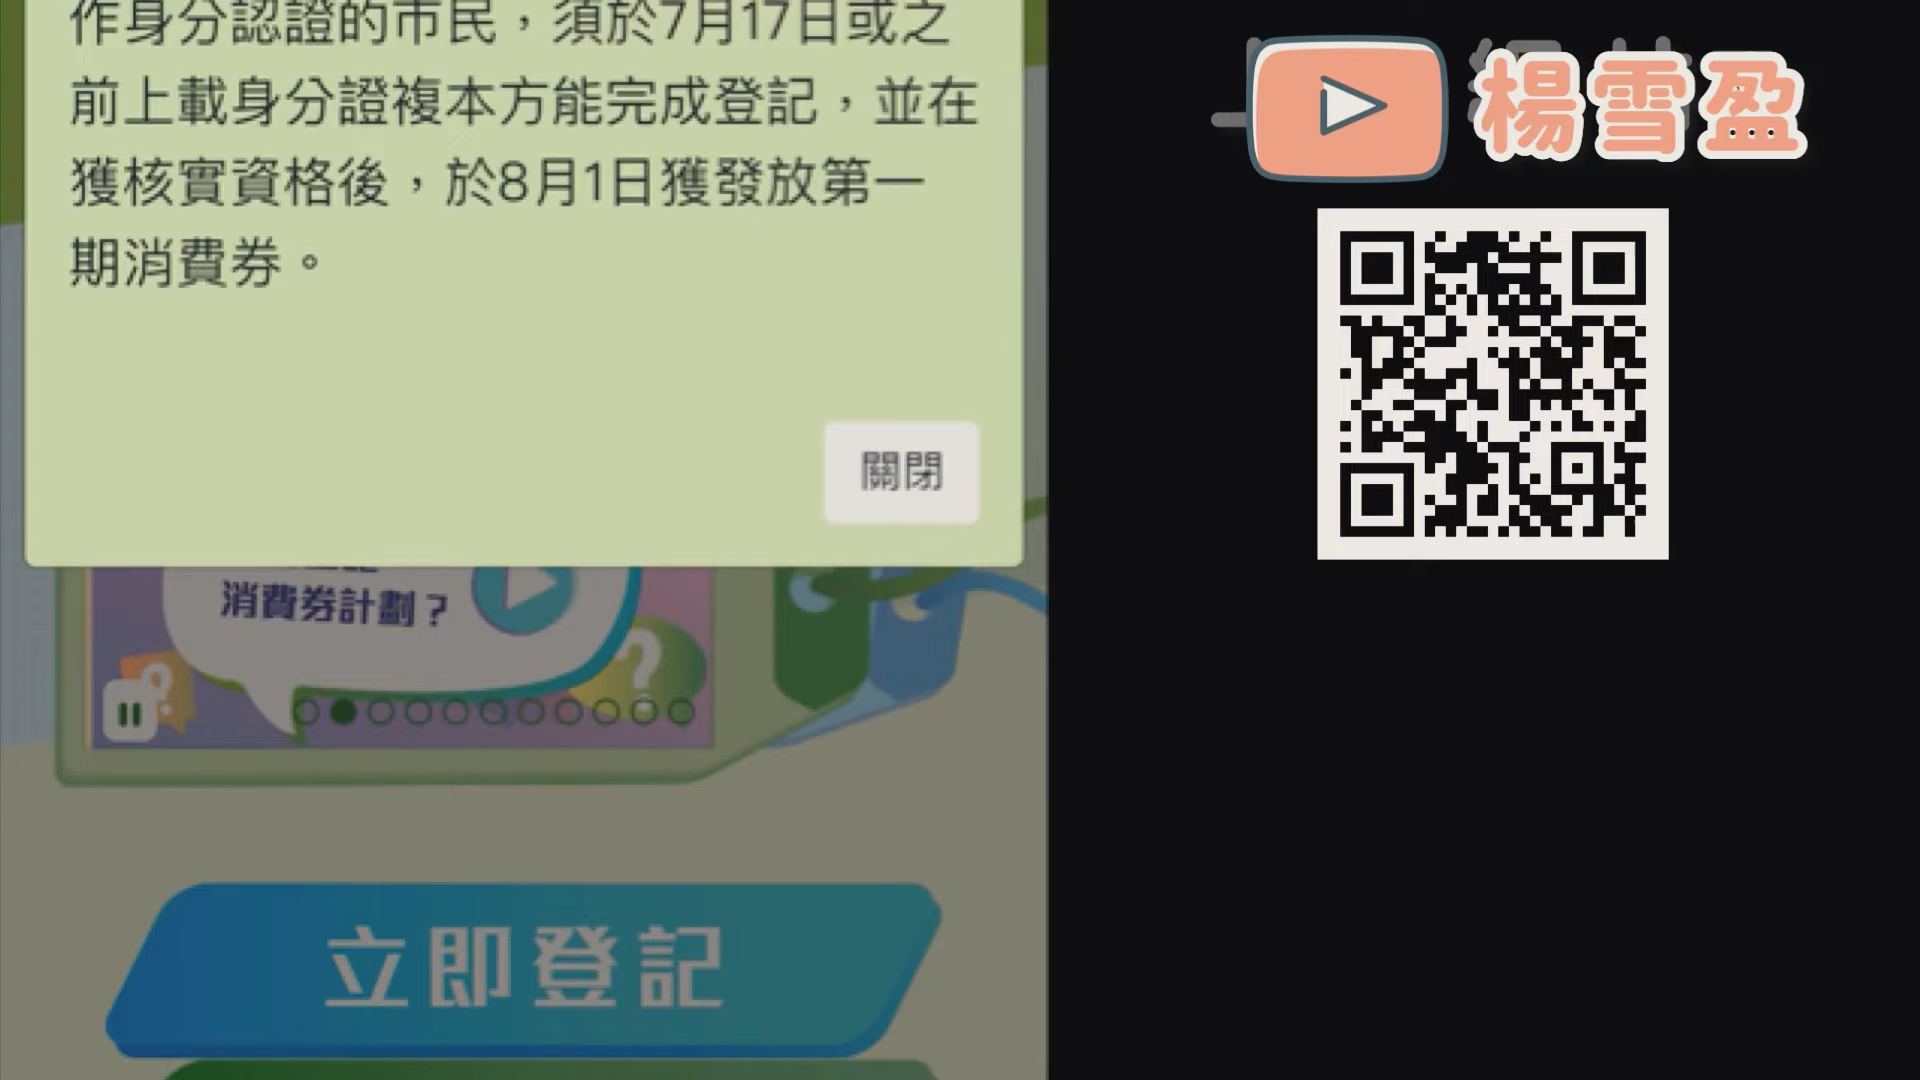 作身分認證的市民，須於7月17日或之
前上載身分證複本方能完成登記，並在
獲核實資格後，於8月1日獲發放第一
期消費券。
關閉
消費券計劃？
立即登記
楊雪盈